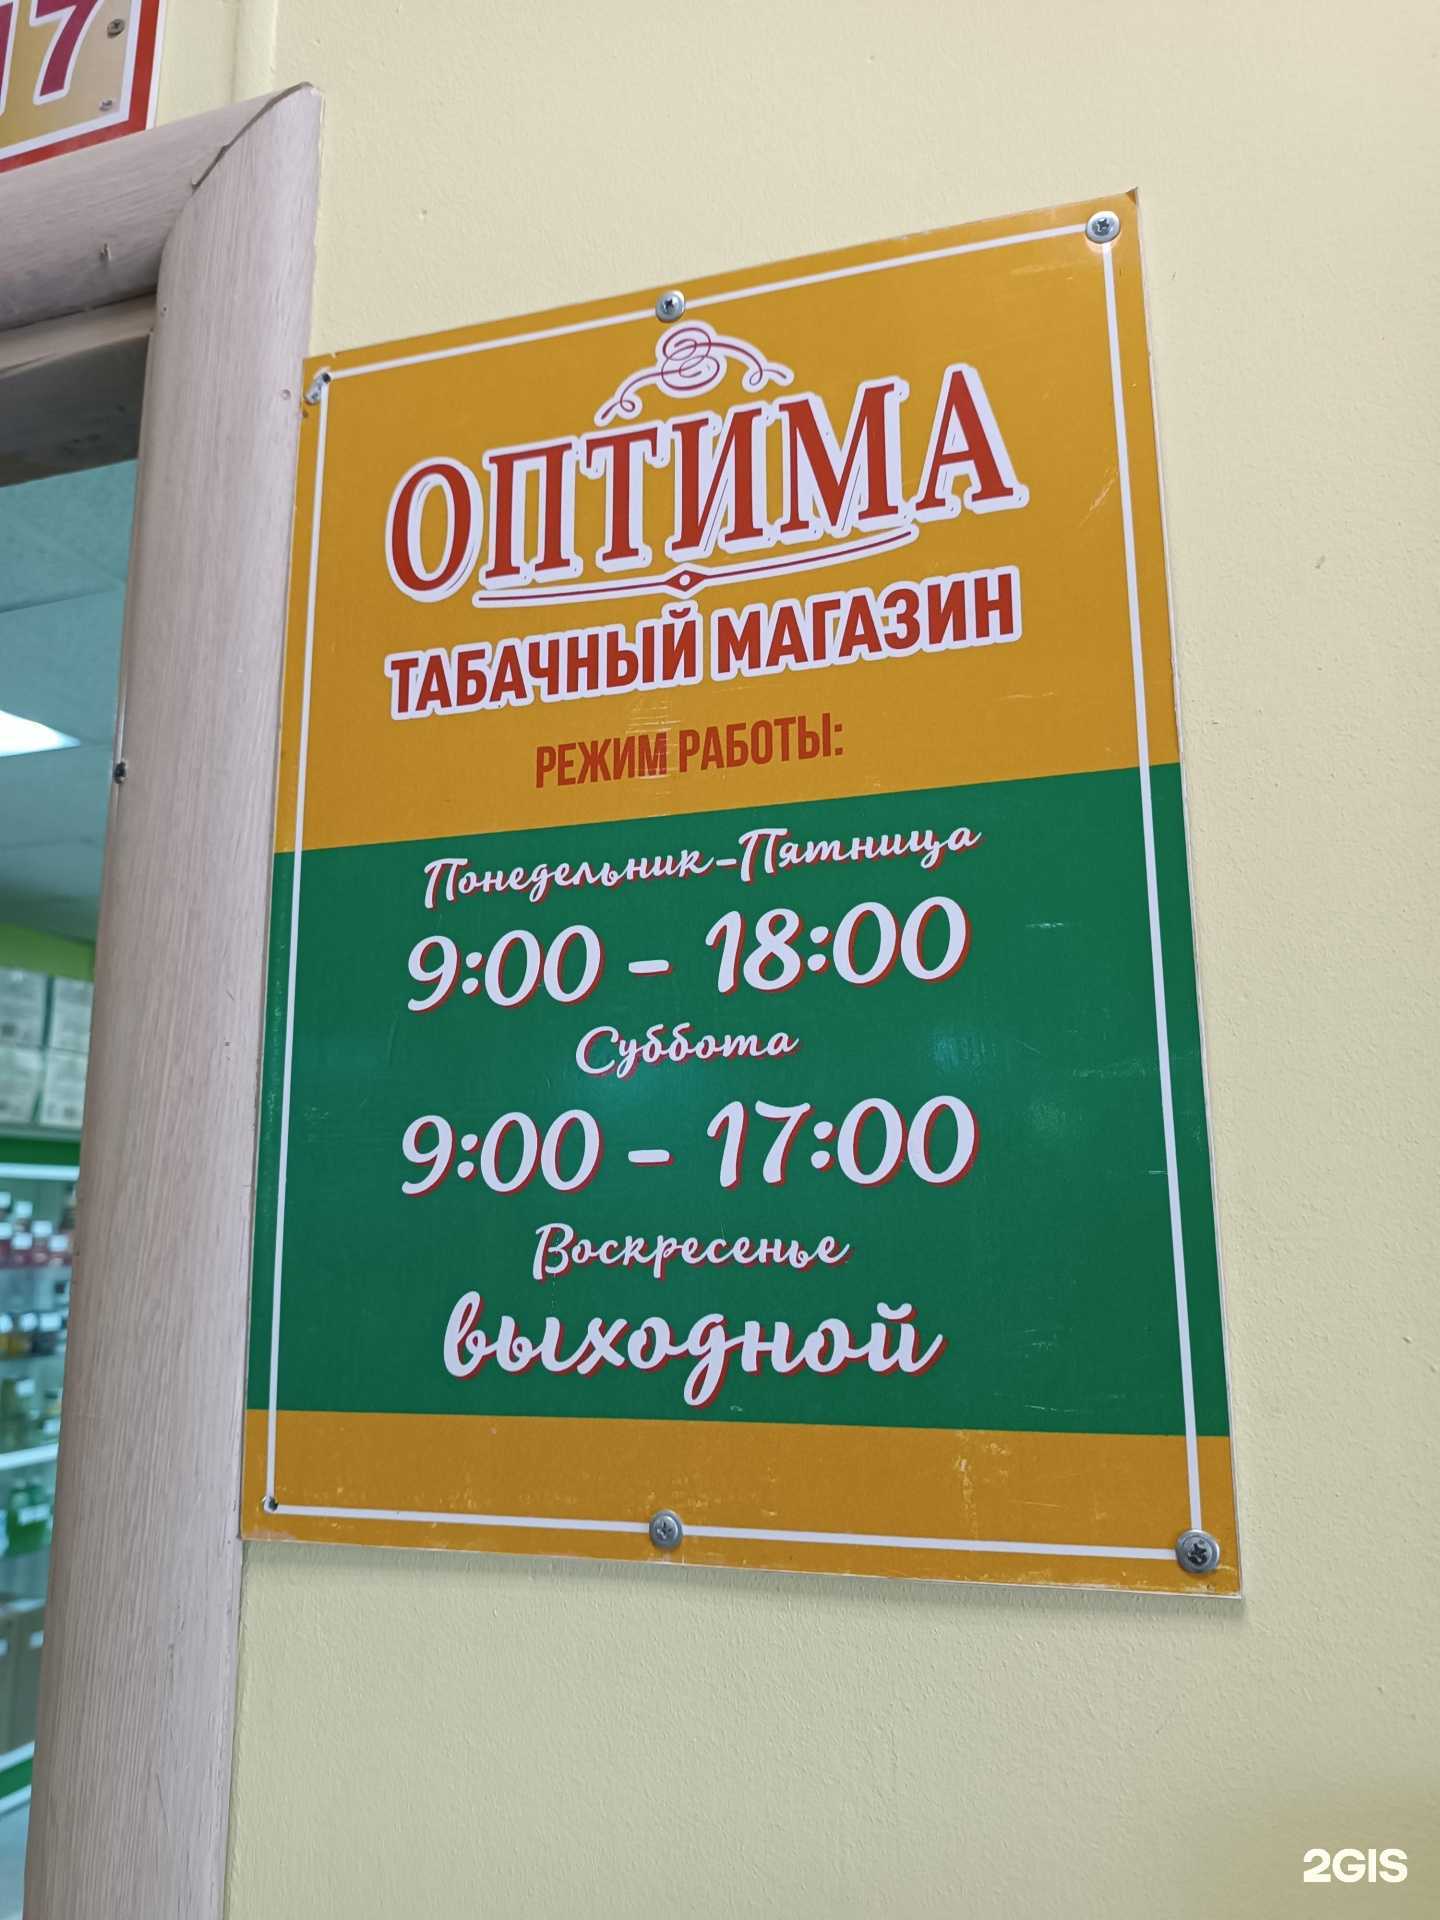 17
ОПТИМА
ТАБАЧНЫЙ МАГАЗИН
РЕЖИМ РАБОТЫ:
Понедельник-Пятница
9:00 - 18:00
Суббота
9:00 - 17:00
Воскресенье
выходной
2GIS